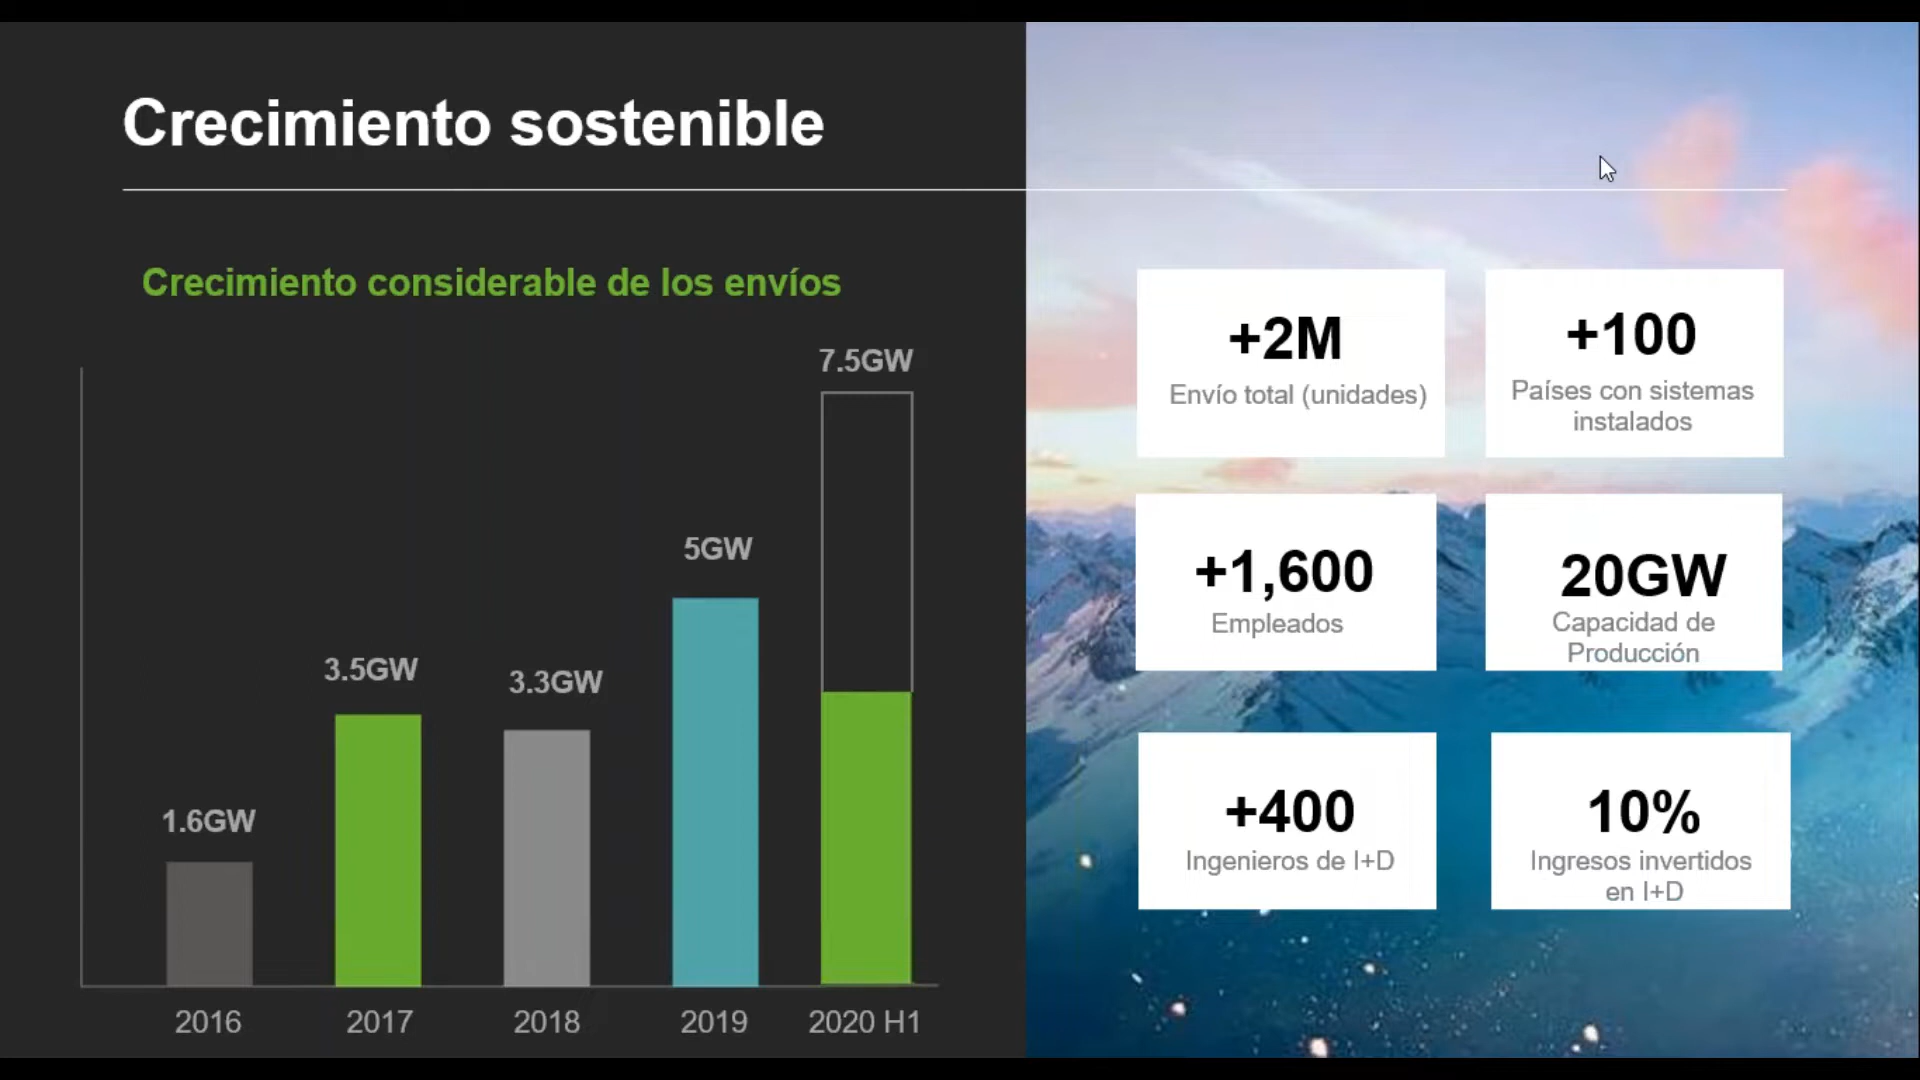 Crecimiento sostenible
Crecimiento considerable de los envíos
7.5GW
5GW
3.5GW
3.3GW
1.6GW
2016
2017
2018
2019
2020 H1
+2M
Envío total (unidades)
+100
Países con sistemas
instalados
+1,600
Empleados
20GW
Capacidad de
Producción
+400
Ingenieros de I+D
10%
Ingresos invertidos
en I+D